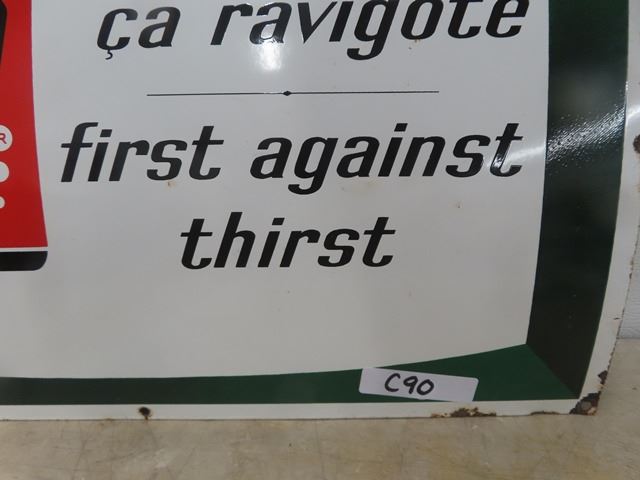 ça ravigote
R
first against
thirst
C90